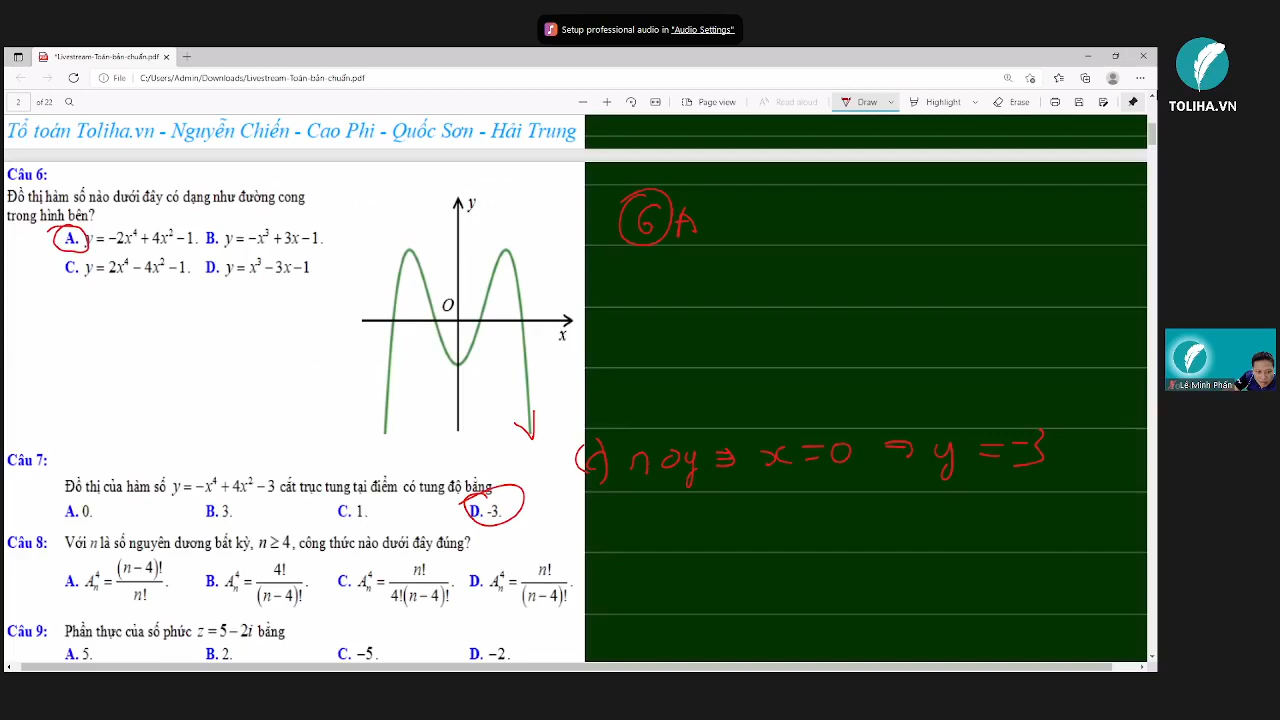 Setup professional audio in "Audio Settings"
*Livestream-Toán-bản-chuẩn.pdf
File C:/Users/Admin/Downloads/Livestream-Toán-bản-chuẩn.pdf
2 of 22 Page view Read aloud Draw Highlight Erase
TOLIHA.VN
Tổ toán Toliha.vn - Nguyễn Chiến - Cao Phi - Quốc Sơn - Hải Trung
Câu 6:
Đồ thị hàm số nào dưới đây có dạng như đường cong
trong hình bên?
A. y = −2x⁴ + 4x² − 1. B. y = −x³ + 3x − 1.
C. y = 2x⁴ − 4x² − 1. D. y = x³ − 3x − 1
y
O
x
6 A
Câu 7:
Đồ thị của hàm số y = −x⁴ + 4x² − 3 cắt trục tung tại điểm có tung độ bằng
A. 0. B. 3. C. 1. D. -3.
(c) ∩ oy ⇒ x = 0 ⇒ y = −3
Câu 8: Với n là số nguyên dương bất kỳ, n ≥ 4, công thức nào dưới đây đúng?
A. Aₙ⁴ = (n−4)!/n!. B. Aₙ⁴ = 4!/(n−4)!. C. Aₙ⁴ = n!/4!(n−4)!. D. Aₙ⁴ = n!/(n−4)!.
Câu 9: Phần thực của số phức z = 5 − 2i bằng
A. 5. B. 2. C. −5. D. −2.
Lê Minh Phấn